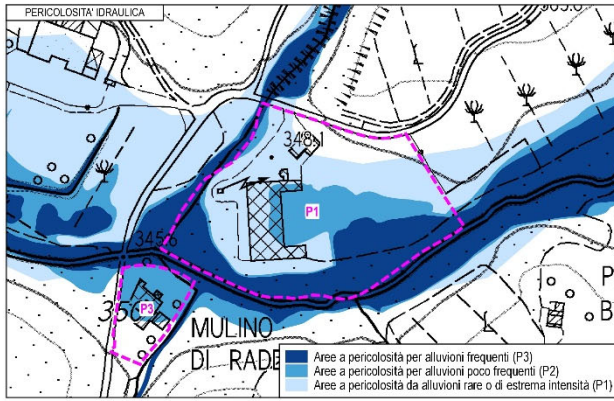 PERICOLOSITA' IDRAULICA
348.1
P1
345.6
P3
MULINO
DI RADE
P
B
L
L
Aree a pericolosità per alluvioni frequenti (P3)
Aree a pericolosità per alluvioni poco frequenti (P2)
Aree a pericolosità da alluvioni rare o di estrema intensità (P1)